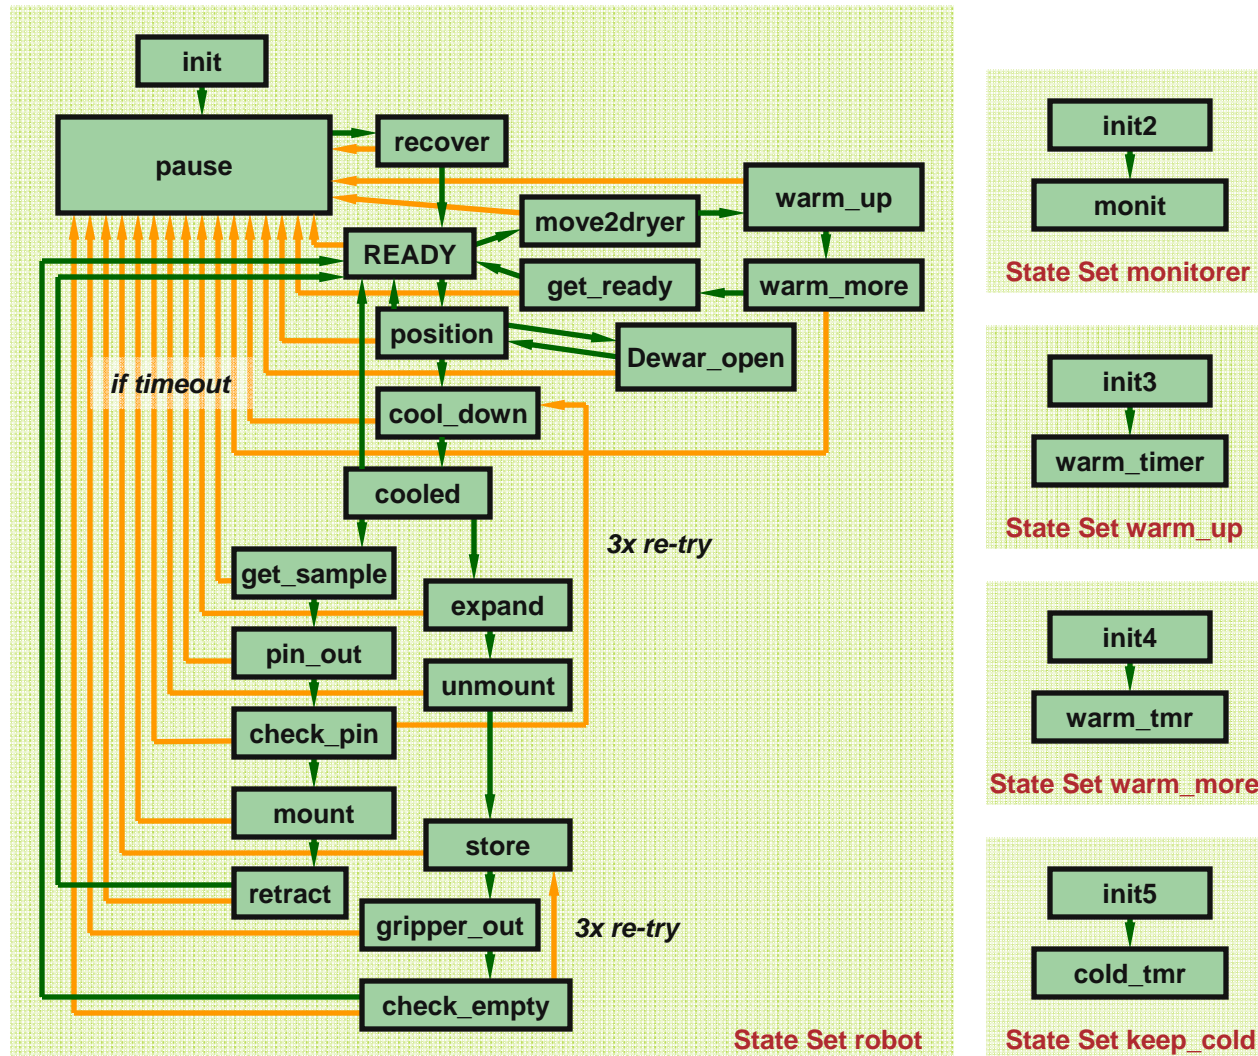 init
pause
recover
READY
move2dryer
warm_up
get_ready
warm_more
position
Dewar_open
if timeout
cool_down
cooled
3x re-try
get_sample
expand
pin_out
unmount
check_pin
mount
store
retract
gripper_out
3x re-try
check_empty
State Set robot
init2
monit
State Set monitorer
init3
warm_timer
State Set warm_up
init4
warm_tmr
State Set warm_more
init5
cold_tmr
State Set keep_cold